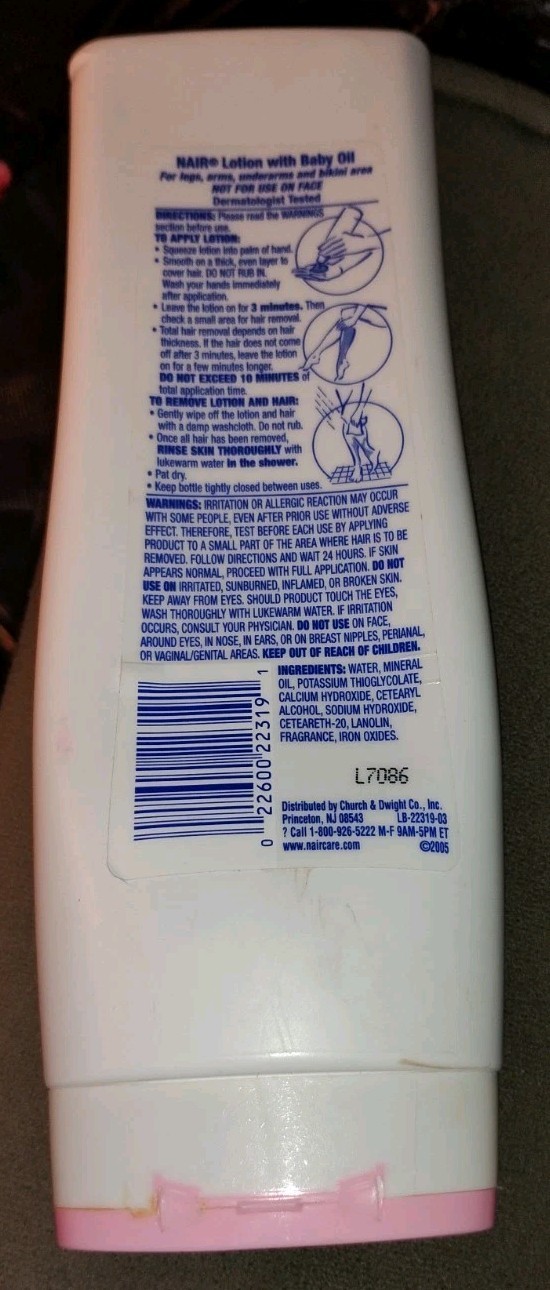 NAIR® Lotion with Baby Oil
For legs, arms, underarms and bikini area
NOT FOR USE ON FACE
Dermatologist Tested
DIRECTIONS: Please read the WARNINGS
section before use.
TO APPLY LOTION:
• Squeeze lotion into palm of hand.
• Smooth on a thick, even layer to
cover hair. DO NOT RUB IN.
Wash your hands immediately
after application.
• Leave the lotion on for 3 minutes. Then
check a small area for hair removal.
• Total hair removal depends on hair
thickness. If the hair does not come
off after 3 minutes, leave the lotion
on for a few minutes longer.
DO NOT EXCEED 10 MINUTES of
total application time.
TO REMOVE LOTION AND HAIR:
• Gently wipe off the lotion and hair
with a damp washcloth. Do not rub.
• Once all hair has been removed,
RINSE SKIN THOROUGHLY with
lukewarm water in the shower.
• Pat dry.
• Keep bottle tightly closed between uses.
WARNINGS: IRRITATION OR ALLERGIC REACTION MAY OCCUR
WITH SOME PEOPLE, EVEN AFTER PRIOR USE WITHOUT ADVERSE
EFFECT. THEREFORE, TEST BEFORE EACH USE BY APPLYING
PRODUCT TO A SMALL PART OF THE AREA WHERE HAIR IS TO BE
REMOVED. FOLLOW DIRECTIONS AND WAIT 24 HOURS. IF SKIN
APPEARS NORMAL, PROCEED WITH FULL APPLICATION. DO NOT
USE ON IRRITATED, SUNBURNED, INFLAMED, OR BROKEN SKIN.
KEEP AWAY FROM EYES. SHOULD PRODUCT TOUCH THE EYES,
WASH THOROUGHLY WITH LUKEWARM WATER. IF IRRITATION
OCCURS, CONSULT YOUR PHYSICIAN. DO NOT USE ON FACE,
AROUND EYES, IN NOSE, IN EARS, OR ON BREAST NIPPLES, PERIANAL,
OR VAGINAL/GENITAL AREAS. KEEP OUT OF REACH OF CHILDREN.
INGREDIENTS: WATER, MINERAL
OIL, POTASSIUM THIOGLYCOLATE,
CALCIUM HYDROXIDE, CETEARYL
ALCOHOL, SODIUM HYDROXIDE,
CETEARETH-20, LANOLIN,
FRAGRANCE, IRON OXIDES.
0 22600 22319 1
L7086
Distributed by Church & Dwight Co., Inc.
Princeton, NJ 08543 LB-22319-03
? Call 1-800-926-5222 M-F 9AM-5PM ET
www.naircare.com ©2005